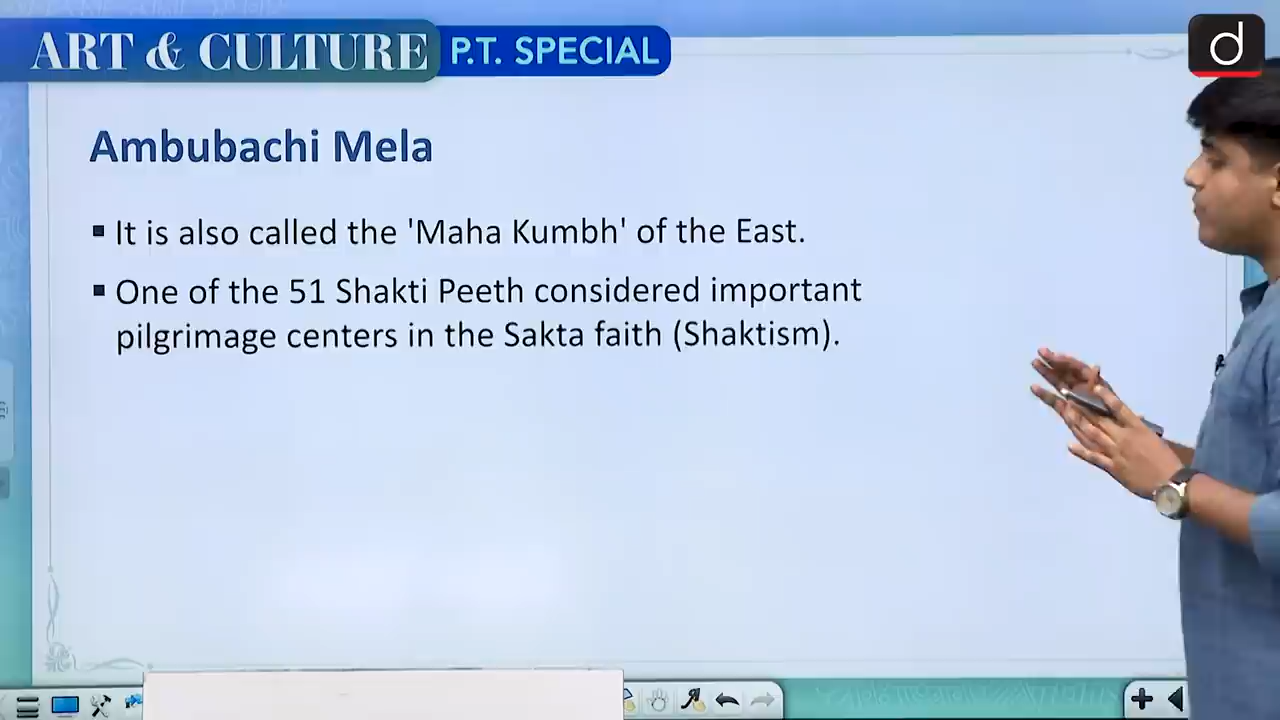 ART & CULTURE P.T. SPECIAL
d
Ambubachi Mela
▪ It is also called the 'Maha Kumbh' of the East.
▪ One of the 51 Shakti Peeth considered important
pilgrimage centers in the Sakta faith (Shaktism).